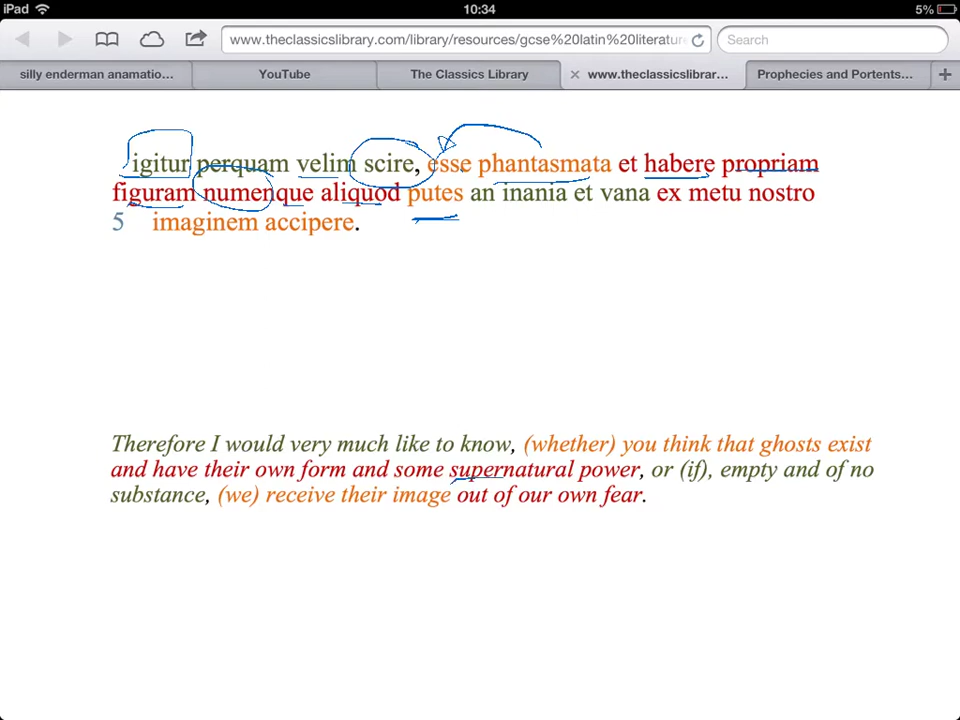 iPad
10:34
5%
www.theclassicslibrary.com/library/resources/gcse%20latin%20literatur
Search
silly enderman anamatio...
YouTube
The Classics Library
www.theclassicslibrar...
Prophecies and Portents...
igitur perquam velim scire, esse phantasmata et habere propriam
figuram numenque aliquod putes an inania et vana ex metu nostro
5 imaginem accipere.
Therefore I would very much like to know, (whether) you think that ghosts exist
and have their own form and some supernatural power, or (if), empty and of no
substance, (we) receive their image out of our own fear.